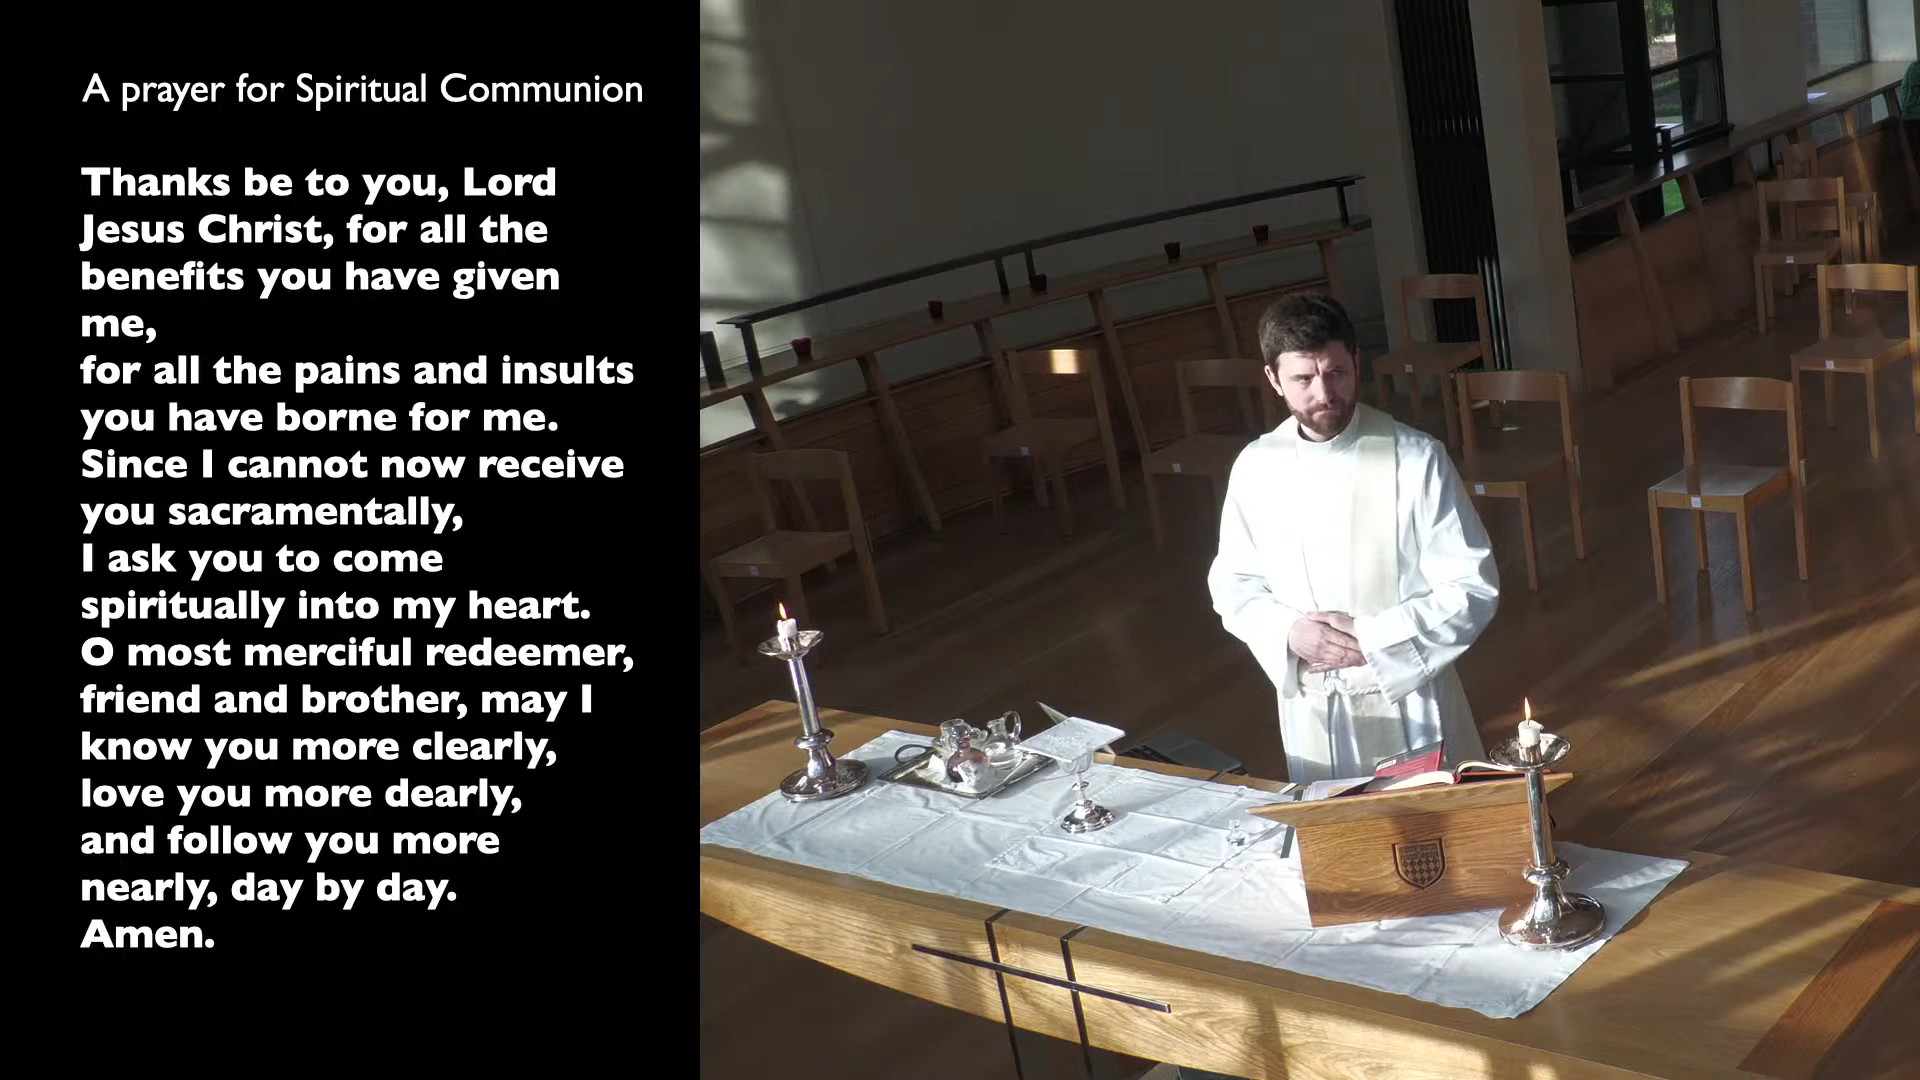 A prayer for Spiritual Communion
Thanks be to you, Lord
Jesus Christ, for all the
benefits you have given
me,
for all the pains and insults
you have borne for me.
Since I cannot now receive
you sacramentally,
I ask you to come
spiritually into my heart.
O most merciful redeemer,
friend and brother, may I
know you more clearly,
love you more dearly,
and follow you more
nearly, day by day.
Amen.